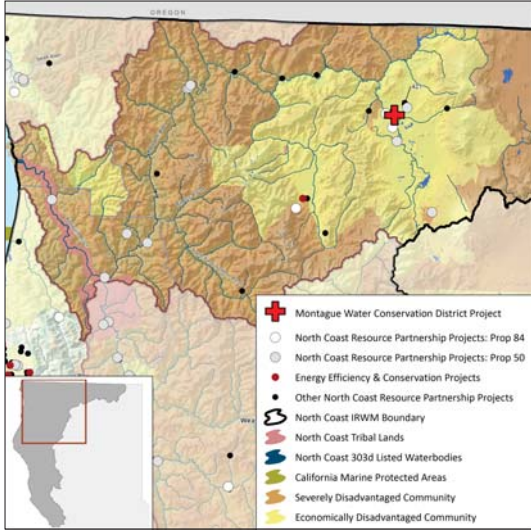 OREGON
Montague Water Conservation District Project
North Coast Resource Partnership Projects: Prop 84
North Coast Resource Partnership Projects: Prop 50
Energy Efficiency & Conservation Projects
Other North Coast Resource Partnership Projects
North Coast IRWM Boundary
North Coast Tribal Lands
North Coast 303d Listed Waterbodies
California Marine Protected Areas
Severely Disadvantaged Community
Economically Disadvantaged Community